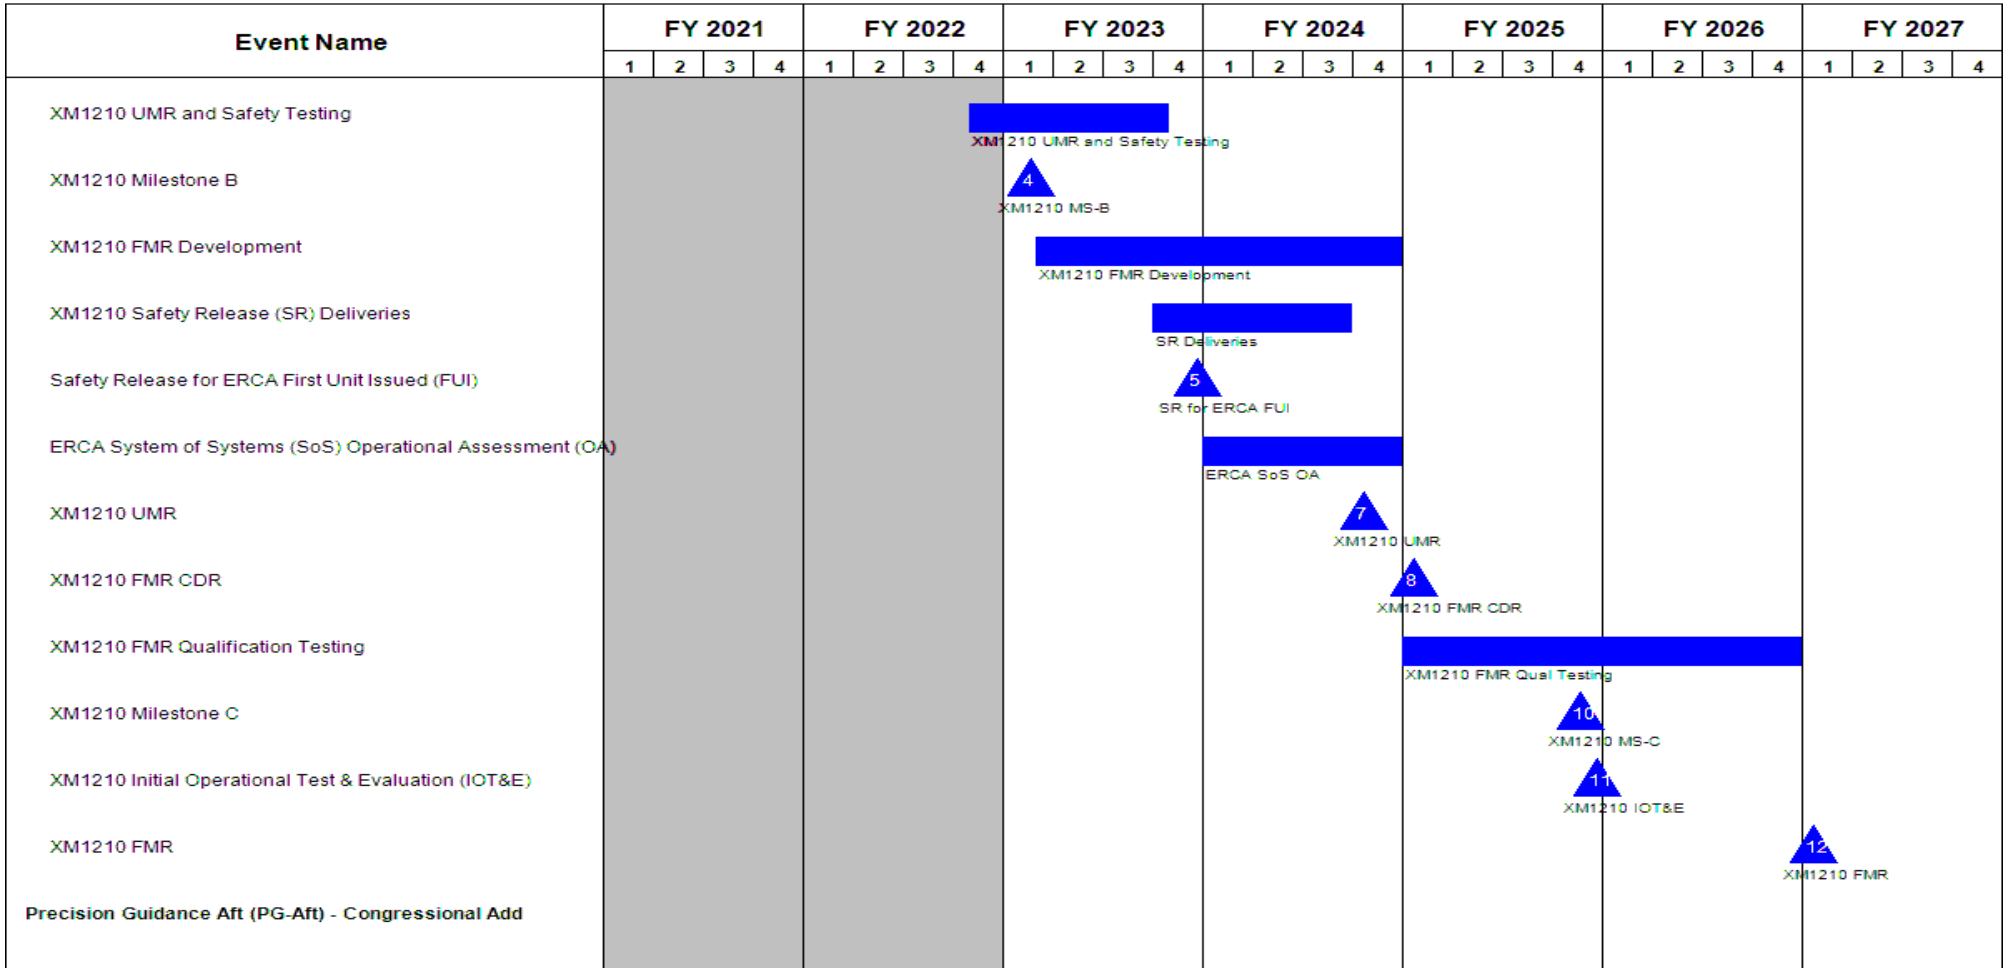 Event Name FY 2021 FY 2022 FY 2023 FY 2024 FY 2025 FY 2026 FY 2027
1 2 3 4 1 2 3 4 1 2 3 4 1 2 3 4 1 2 3 4 1 2 3 4 1 2 3 4
XM1210 UMR and Safety Testing
XM1210 UMR and Safety Testing
XM1210 Milestone B 4
XM1210 MS-B
XM1210 FMR Development
XM1210 FMR Development
XM1210 Safety Release (SR) Deliveries
SR Deliveries
Safety Release for ERCA First Unit Issued (FUI) 5
SR for ERCA FUI
ERCA System of Systems (SoS) Operational Assessment (OA)
ERCA SoS OA
XM1210 UMR 7
XM1210 UMR
XM1210 FMR CDR 8
XM1210 FMR CDR
XM1210 FMR Qualification Testing
XM1210 FMR Qual Testing
XM1210 Milestone C 10
XM1210 MS-C
XM1210 Initial Operational Test & Evaluation (IOT&E) 11
XM1210 IOT&E
XM1210 FMR 12
XM1210 FMR
Precision Guidance Aft (PG-Aft) - Congressional Add